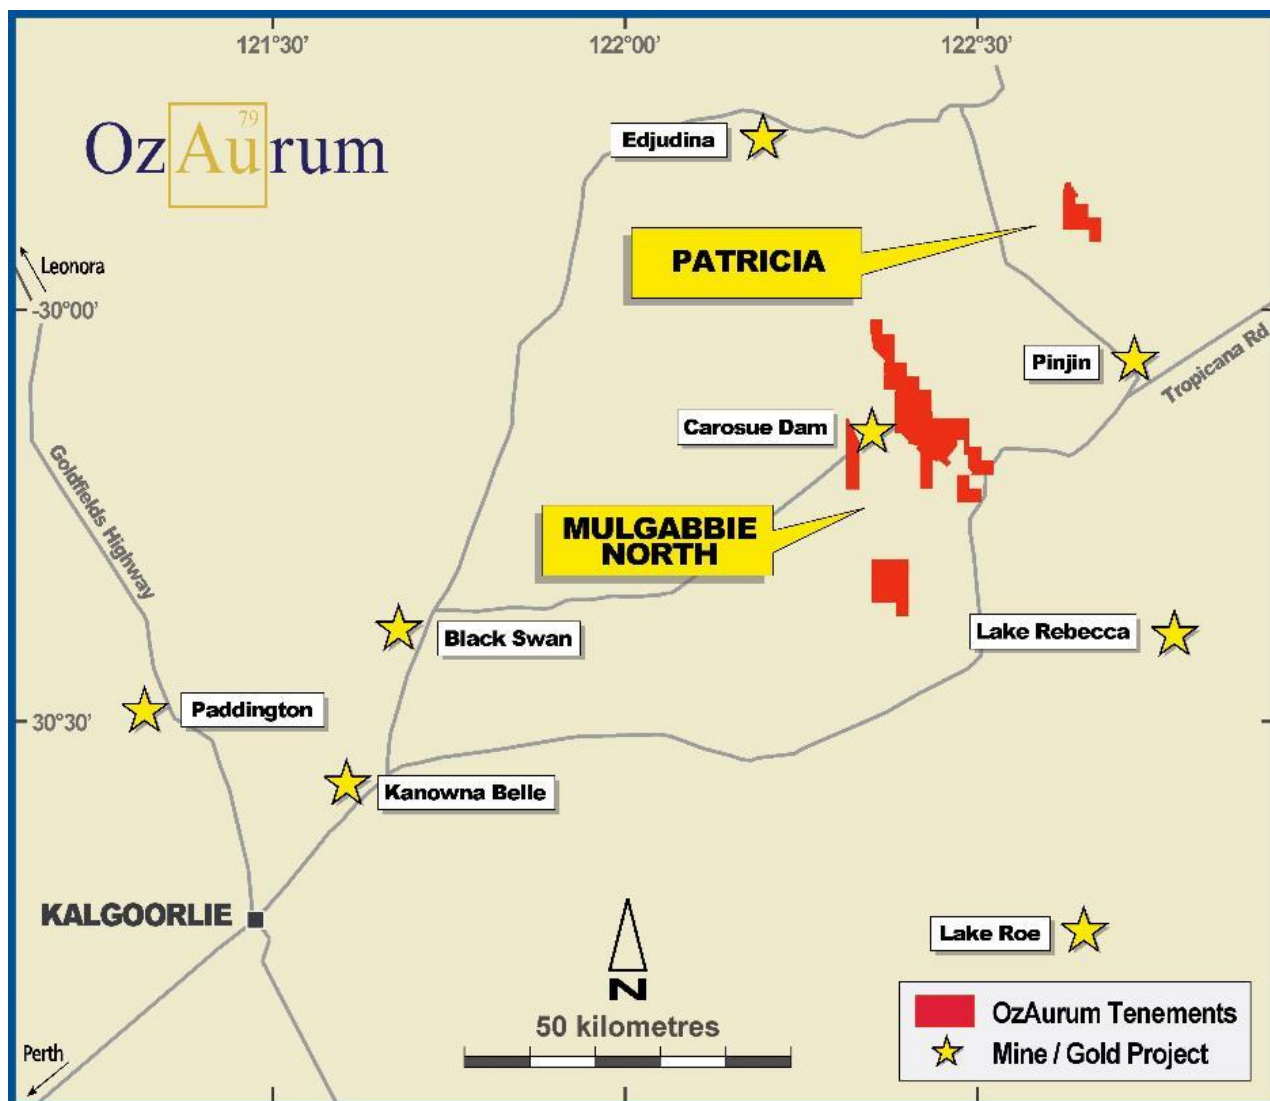 121°30'
122°00'
122°30'
79
OzAurum
Edjudina
PATRICIA
Leonora
-30°00'
Pinjin
Tropicana Rd
Carosue Dam
Goldfields Highway
MULGABBIE
NORTH
Black Swan
Lake Rebecca
Paddington
30°30'
Kanowna Belle
KALGOORLIE
Lake Roe
N
50 kilometres
OzAurum Tenements
Mine / Gold Project
Perth